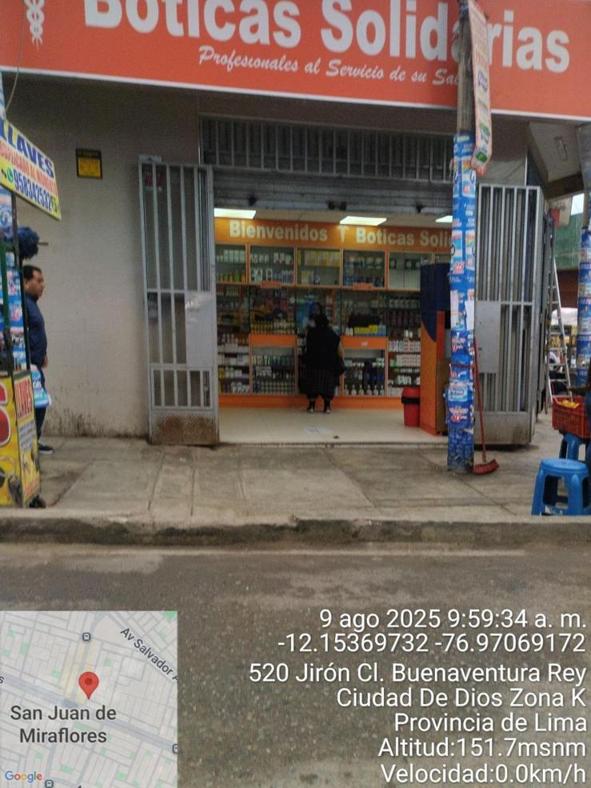 Boticas Solidarias
Profesionales al Servicio de su Sal
LLAVES
Bienvenidos Boticas Soli
9 ago 2025 9:59:34 a. m.
-12.15369732 -76.97069172
520 Jirón Cl. Buenaventura Rey
Ciudad De Dios Zona K
Provincia de Lima
Altitud:151.7msnm
Velocidad:0.0km/h
Av Salvador
San Juan de
Miraflores
Google